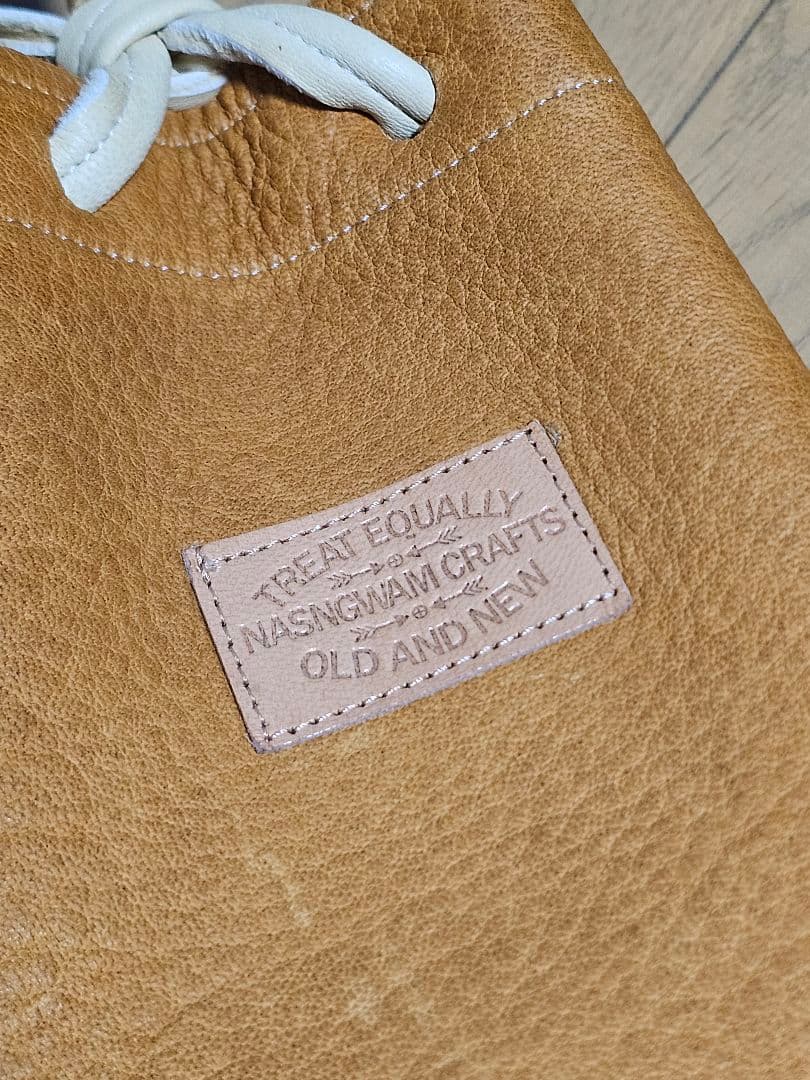 TREAT EQUALLY
NASNGWAM CRAFTS
OLD AND NEW